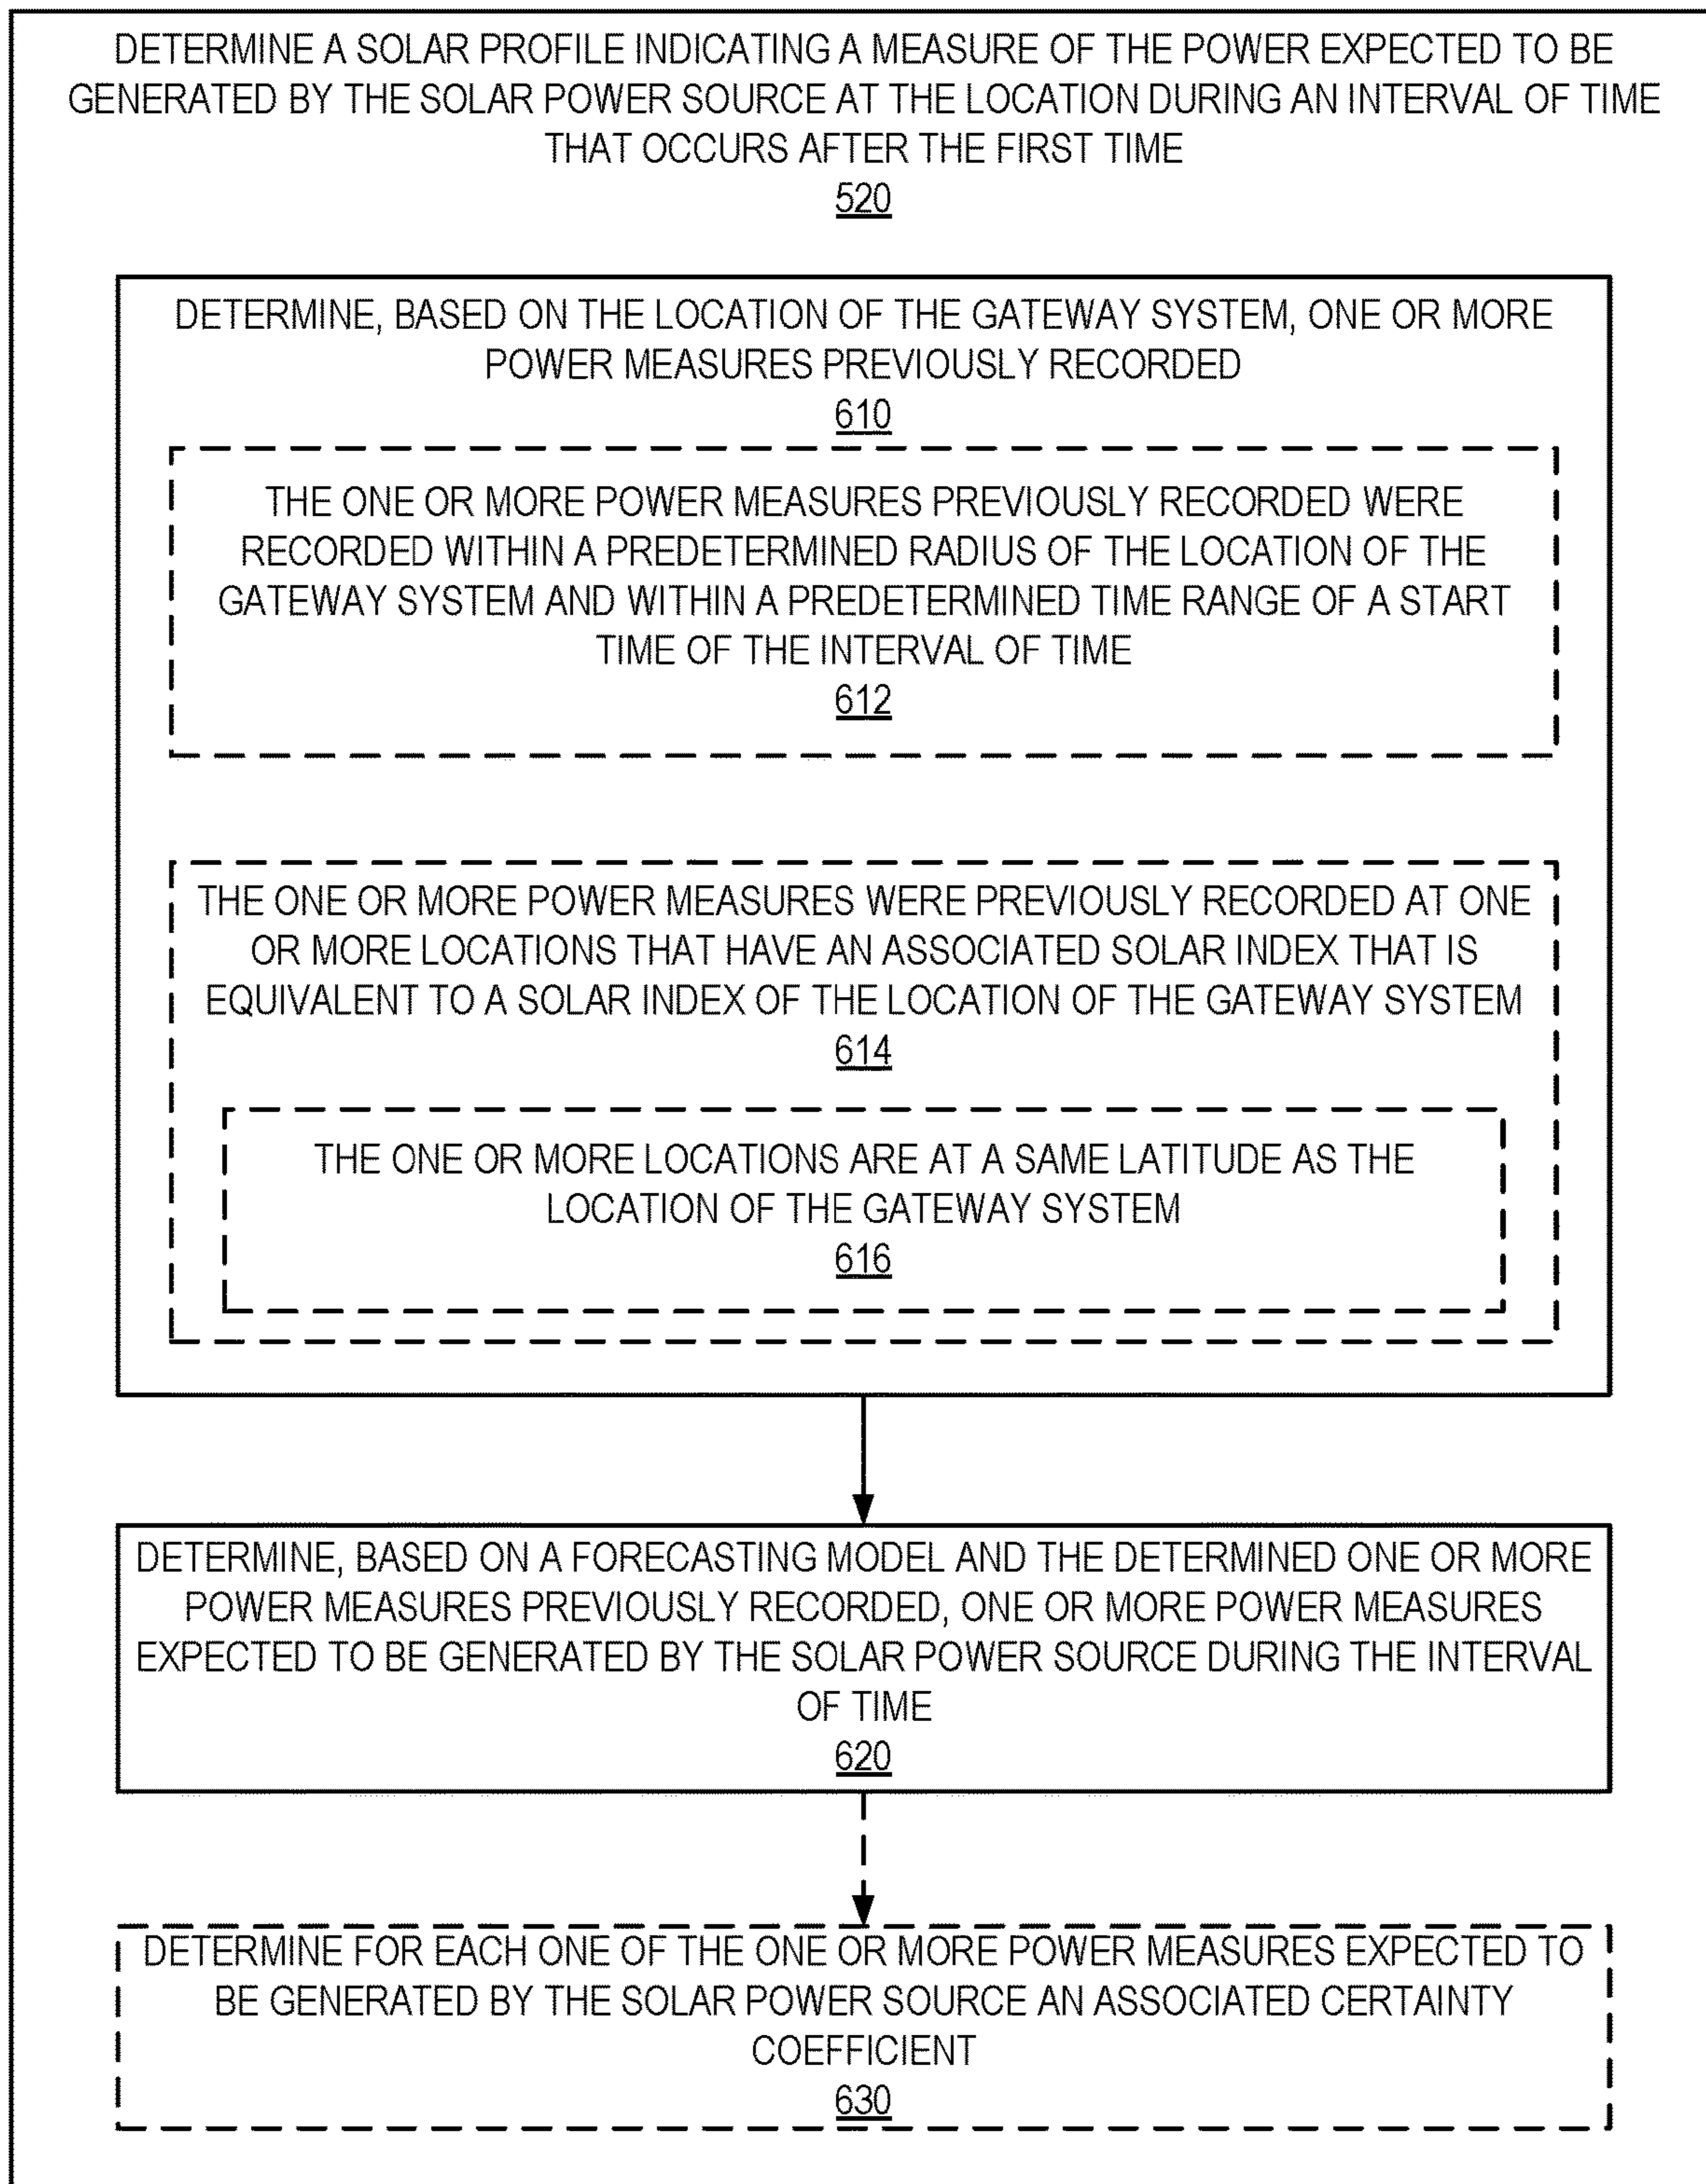 DETERMINE A SOLAR PROFILE INDICATING A MEASURE OF THE POWER EXPECTED TO BE
GENERATED BY THE SOLAR POWER SOURCE AT THE LOCATION DURING AN INTERVAL OF TIME
THAT OCCURS AFTER THE FIRST TIME
520
DETERMINE, BASED ON THE LOCATION OF THE GATEWAY SYSTEM, ONE OR MORE
POWER MEASURES PREVIOUSLY RECORDED
610
THE ONE OR MORE POWER MEASURES PREVIOUSLY RECORDED WERE
RECORDED WITHIN A PREDETERMINED RADIUS OF THE LOCATION OF THE
GATEWAY SYSTEM AND WITHIN A PREDETERMINED TIME RANGE OF A START
TIME OF THE INTERVAL OF TIME
612
THE ONE OR MORE POWER MEASURES WERE PREVIOUSLY RECORDED AT ONE
OR MORE LOCATIONS THAT HAVE AN ASSOCIATED SOLAR INDEX THAT IS
EQUIVALENT TO A SOLAR INDEX OF THE LOCATION OF THE GATEWAY SYSTEM
614
THE ONE OR MORE LOCATIONS ARE AT A SAME LATITUDE AS THE
LOCATION OF THE GATEWAY SYSTEM
616
DETERMINE, BASED ON A FORECASTING MODEL AND THE DETERMINED ONE OR MORE
POWER MEASURES PREVIOUSLY RECORDED, ONE OR MORE POWER MEASURES
EXPECTED TO BE GENERATED BY THE SOLAR POWER SOURCE DURING THE INTERVAL
OF TIME
620
DETERMINE FOR EACH ONE OF THE ONE OR MORE POWER MEASURES EXPECTED TO
BE GENERATED BY THE SOLAR POWER SOURCE AN ASSOCIATED CERTAINTY
COEFFICIENT
630